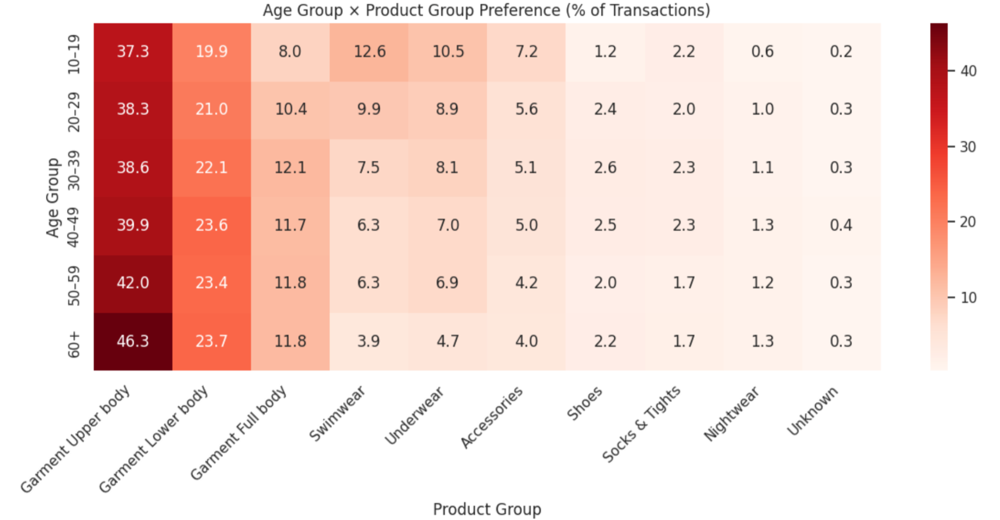 Age Group × Product Group Preference (% of Transactions)
Age Group
10–19 37.3 19.9 8.0 12.6 10.5 7.2 1.2 2.2 0.6 0.2
20–29 38.3 21.0 10.4 9.9 8.9 5.6 2.4 2.0 1.0 0.3
30–39 38.6 22.1 12.1 7.5 8.1 5.1 2.6 2.3 1.1 0.3
40–49 39.9 23.6 11.7 6.3 7.0 5.0 2.5 2.3 1.3 0.4
50–59 42.0 23.4 11.8 6.3 6.9 4.2 2.0 1.7 1.2 0.3
60+ 46.3 23.7 11.8 3.9 4.7 4.0 2.2 1.7 1.3 0.3
Garment Upper body
Garment Lower body
Garment Full body
Swimwear
Underwear
Accessories
Shoes
Socks & Tights
Nightwear
Unknown
Product Group
40
30
20
10